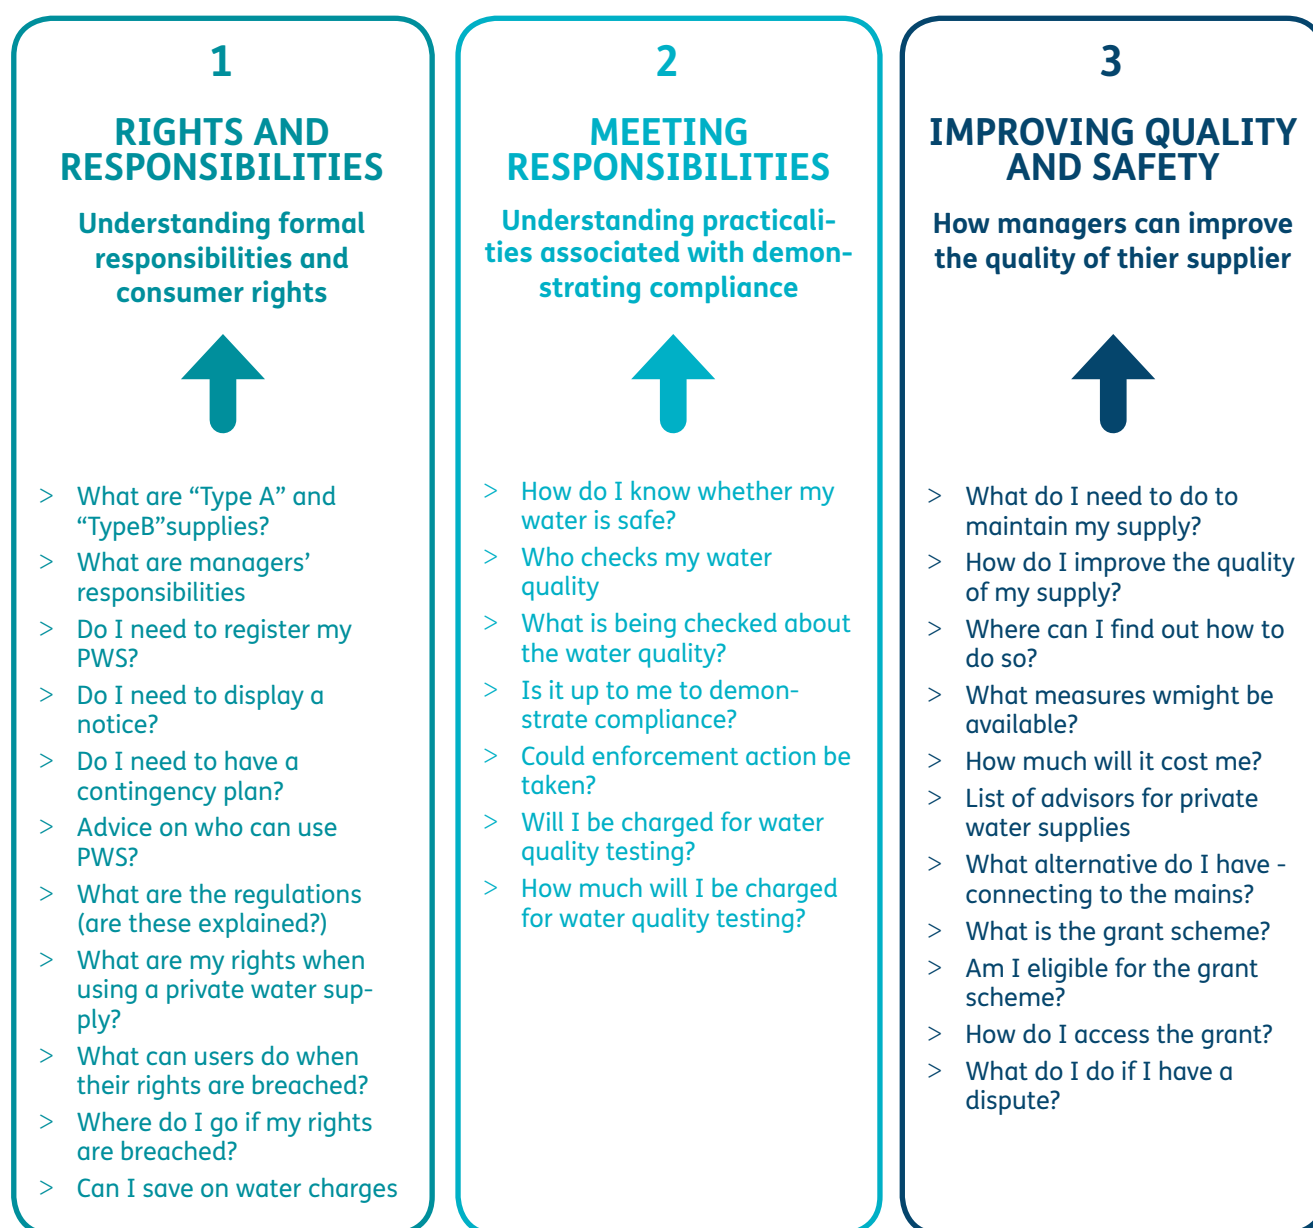 1
RIGHTS AND
RESPONSIBILITIES
Understanding formal
responsibilities and
consumer rights
> What are “Type A” and
“TypeB”supplies?
> What are managers’
responsibilities
> Do I need to register my
PWS?
> Do I need to display a
notice?
> Do I need to have a
contingency plan?
> Advice on who can use
PWS?
> What are the regulations
(are these explained?)
> What are my rights when
using a private water sup-
ply?
> What can users do when
their rights are breached?
> Where do I go if my rights
are breached?
> Can I save on water charges
2
MEETING
RESPONSIBILITIES
Understanding practicali-
ties associated with demon-
strating compliance
> How do I know whether my
water is safe?
> Who checks my water
quality
> What is being checked about
the water quality?
> Is it up to me to demon-
strate compliance?
> Could enforcement action be
taken?
> Will I be charged for water
quality testing?
> How much will I be charged
for water quality testing?
3
IMPROVING QUALITY
AND SAFETY
How managers can improve
the quality of thier supplier
> What do I need to do to
maintain my supply?
> How do I improve the quality
of my supply?
> Where can I find out how to
do so?
> What measures wmight be
available?
> How much will it cost me?
> List of advisors for private
water supplies
> What alternative do I have -
connecting to the mains?
> What is the grant scheme?
> Am I eligible for the grant
scheme?
> How do I access the grant?
> What do I do if I have a
dispute?